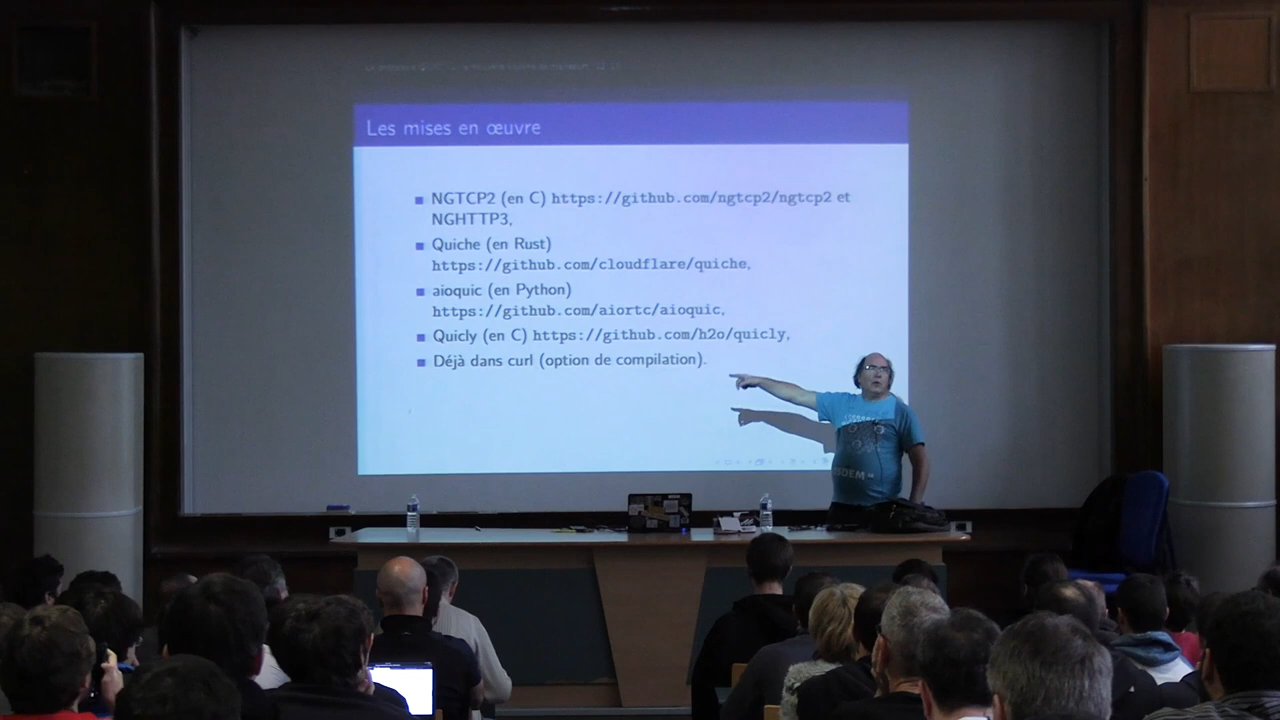 Les mises en œuvre
NGTCP2 (en C) https://github.com/ngtcp2/ngtcp2 et
NGHTTP3,
Quiche (en Rust)
https://github.com/cloudflare/quiche,
aioquic (en Python)
https://github.com/aiortc/aioquic,
Quicly (en C) https://github.com/h2o/quicly,
Déjà dans curl (option de compilation).